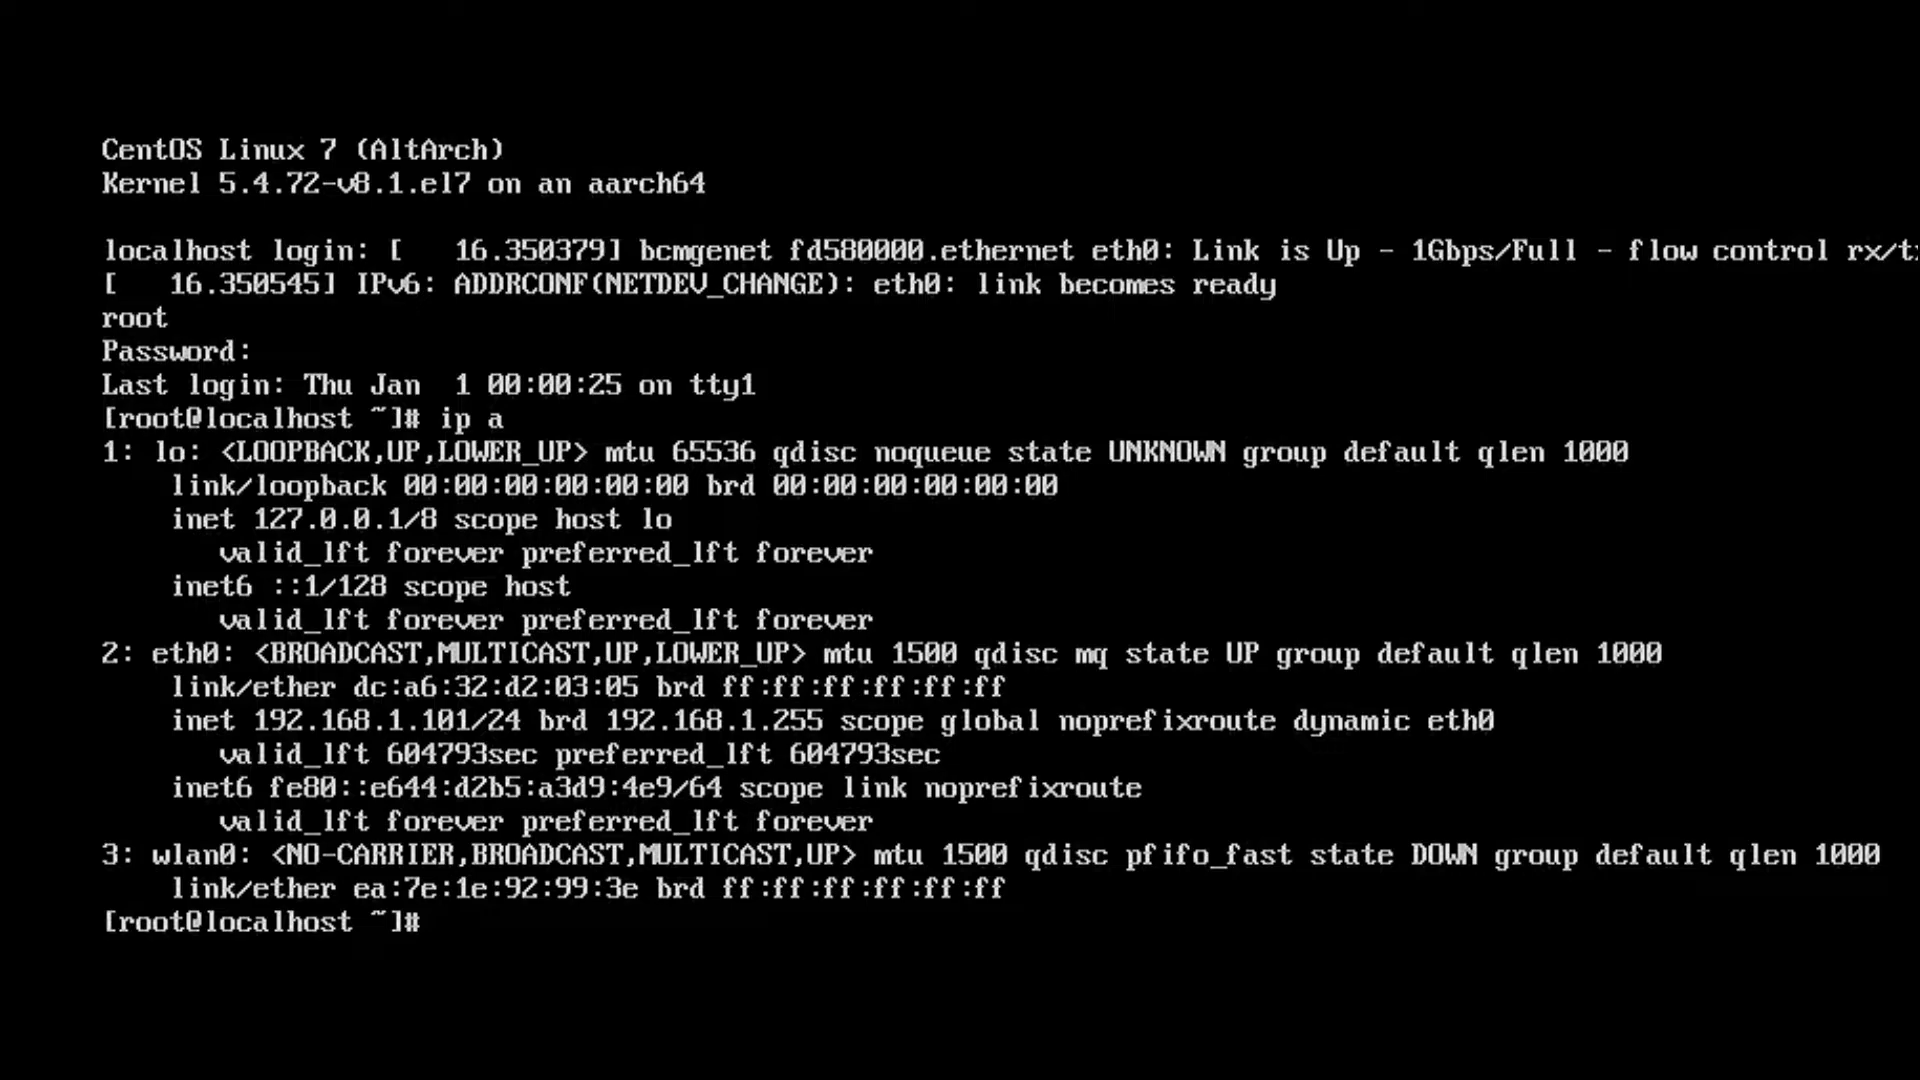 CentOS Linux 7 (AltArch)
Kernel 5.4.72-v8.1.el7 on an aarch64
localhost login: [   16.350379] bcmgenet fd580000.ethernet eth0: Link is Up - 1Gbps/Full - flow control rx/t
[   16.350545] IPv6: ADDRCONF(NETDEV_CHANGE): eth0: link becomes ready
root
Password:
Last login: Thu Jan  1 00:00:25 on tty1
[root@localhost ~]# ip a
1: lo: <LOOPBACK,UP,LOWER_UP> mtu 65536 qdisc noqueue state UNKNOWN group default qlen 1000
    link/loopback 00:00:00:00:00:00 brd 00:00:00:00:00:00
    inet 127.0.0.1/8 scope host lo
       valid_lft forever preferred_lft forever
    inet6 ::1/128 scope host
       valid_lft forever preferred_lft forever
2: eth0: <BROADCAST,MULTICAST,UP,LOWER_UP> mtu 1500 qdisc mq state UP group default qlen 1000
    link/ether dc:a6:32:d2:03:05 brd ff:ff:ff:ff:ff:ff
    inet 192.168.1.101/24 brd 192.168.1.255 scope global noprefixroute dynamic eth0
       valid_lft 604793sec preferred_lft 604793sec
    inet6 fe80::e644:d2b5:a3d9:4e9/64 scope link noprefixroute
       valid_lft forever preferred_lft forever
3: wlan0: <NO-CARRIER,BROADCAST,MULTICAST,UP> mtu 1500 qdisc pfifo_fast state DOWN group default qlen 1000
    link/ether ea:7e:1e:92:99:3e brd ff:ff:ff:ff:ff:ff
[root@localhost ~]#